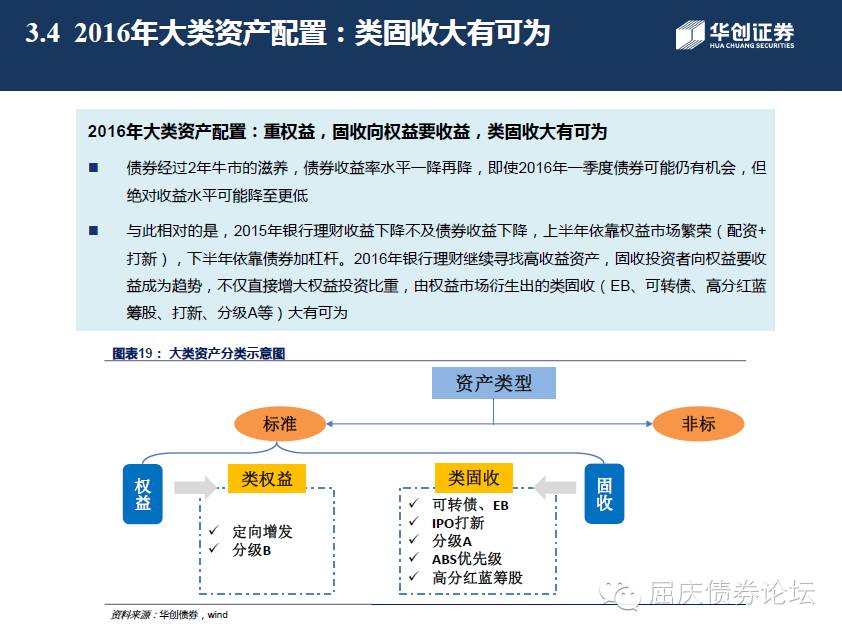 3.4 2016年大类资产配置：类固收大有可为
华创证券
HUA CHUANG SECURITIES
2016年大类资产配置：重权益，固收向权益要收益，类固收大有可为
■ 债券经过2年牛市的滋养，债券收益率水平一降再降，即使2016年一季度债券可能仍有机会，但
绝对收益水平可能降至更低
■ 与此相对的是，2015年银行理财收益下降不及债券收益下降，上半年依靠权益市场繁荣（配资+
打新），下半年依靠债券加杠杆。2016年银行理财继续寻找高收益资产，固收投资者向权益要收
益成为趋势，不仅直接增大权益投资比重，由权益市场衍生出的类固收（EB、可转债、高分红蓝
筹股、打新、分级A等）大有可为
图表19： 大类资产分类示意图
资产类型
标准
非标
权益
类权益
✓ 定向增发
✓ 分级B
类固收
✓ 可转债、EB
✓ IPO打新
✓ 分级A
✓ ABS优先级
✓ 高分红蓝筹股
固收
资料来源：华创债券，wind
屈庆债券论坛